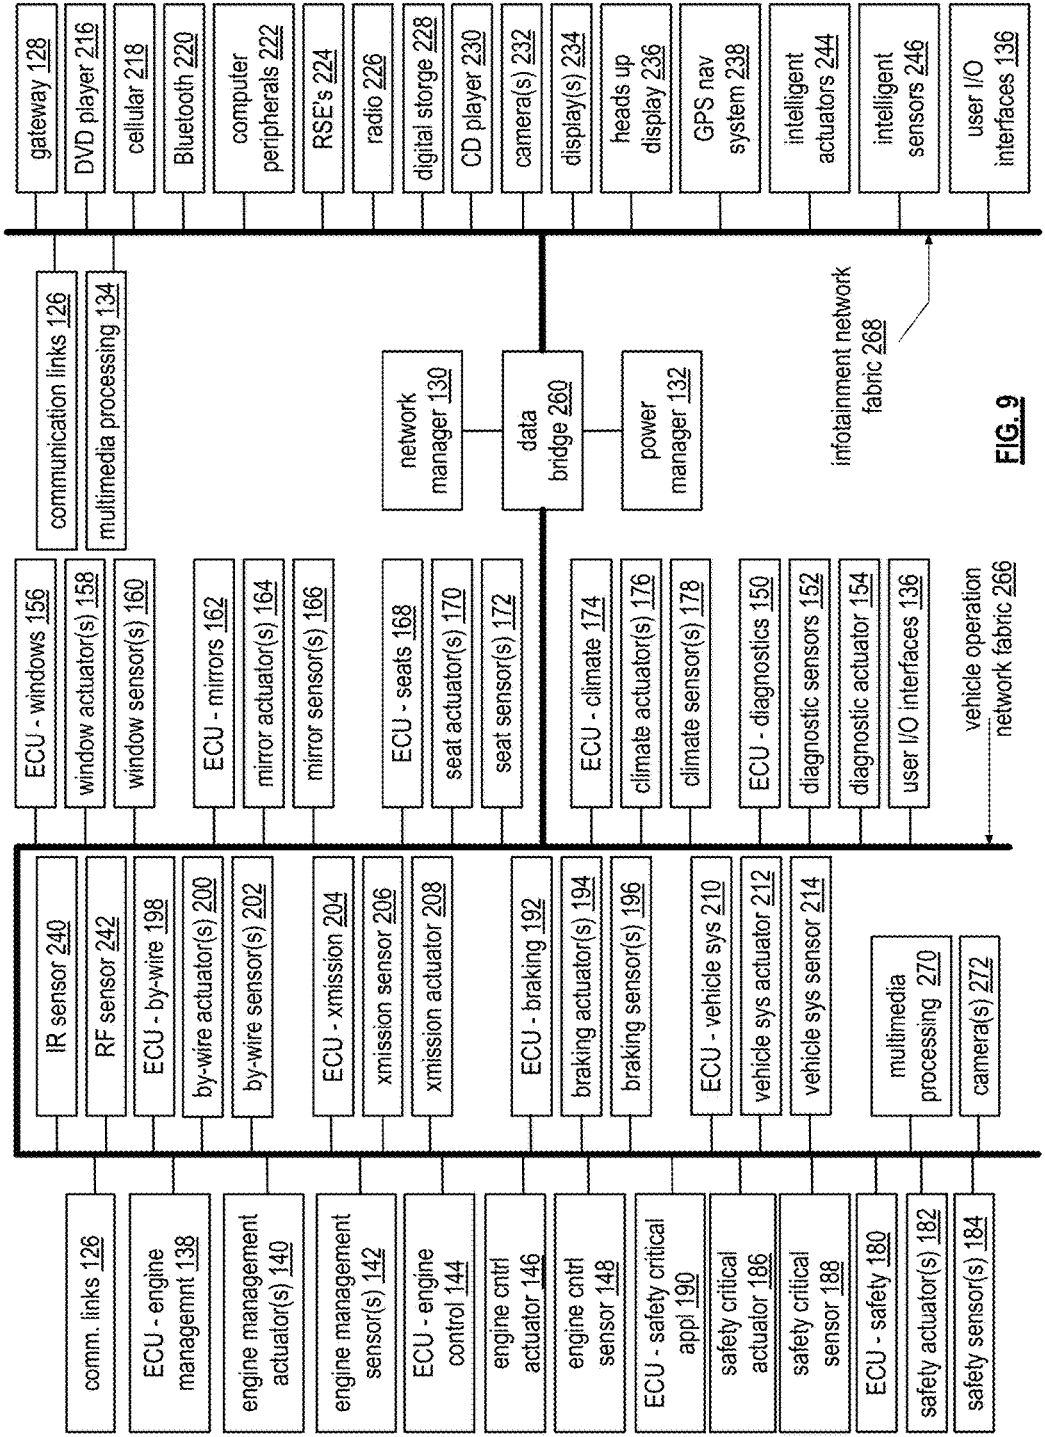 comm. links 126
ECU - engine
managemnt 138
engine management
actuator(s) 140
engine management
sensor(s) 142
ECU - engine
control 144
engine cntrl
actuator 146
engine cntrl
sensor 148
ECU - safety critical
appl 190
safety critical
actuator 186
safety critical
sensor 188
ECU - safety 180
safety actuator(s) 182
safety sensor(s) 184
IR sensor 240
RF sensor 242
ECU - by-wire 198
by-wire actuator(s) 200
by-wire sensor(s) 202
ECU - xmission 204
xmission sensor 206
xmission actuator 208
ECU - braking 192
braking actuator(s) 194
braking sensor(s) 196
ECU - vehicle sys 210
vehicle sys actuator 212
vehicle sys sensor 214
multimedia
processing 270
camera(s) 272
ECU - windows 156
window actuator(s) 158
window sensor(s) 160
ECU - mirrors 162
mirror actuator(s) 164
mirror sensor(s) 166
ECU - seats 168
seat actuator(s) 170
seat sensor(s) 172
ECU - climate 174
climate actuator(s) 176
climate sensor(s) 178
ECU - diagnostics 150
diagnostic sensors 152
diagnostic actuator 154
user I/O interfaces 136
vehicle operation
network fabric 266
communication links 126
multimedia processing 134
network
manager 130
data
bridge 260
power
manager 132
infotainment network
fabric 268
FIG. 9
gateway 128
DVD player 216
cellular 218
Bluetooth 220
computer
peripherals 222
RSE's 224
radio 226
digital storge 228
CD player 230
camera(s) 232
display(s) 234
heads up
display 236
GPS nav
system 238
intelligent
actuators 244
intelligent
sensors 246
user I/O
interfaces 136